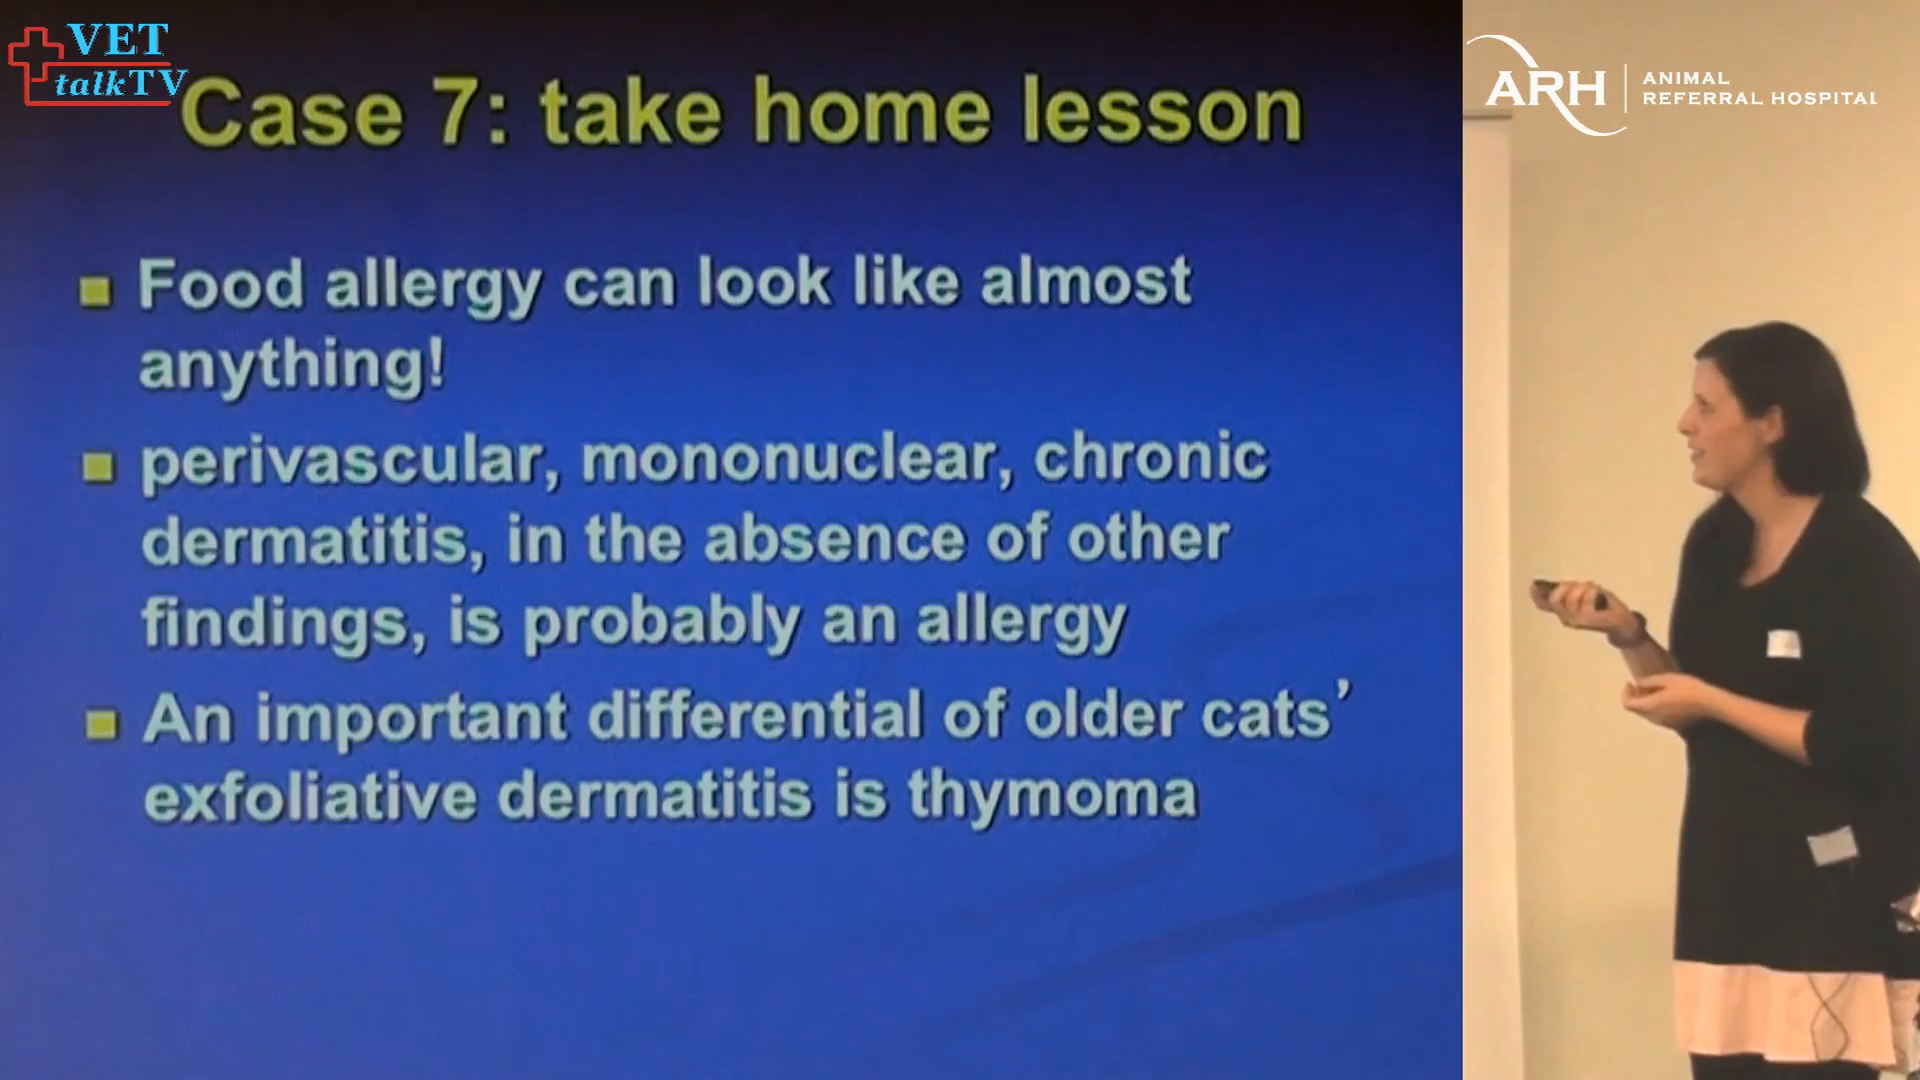 VET
talkTV
ARH
ANIMAL
REFERRAL HOSPITAL
Case 7: take home lesson
Food allergy can look like almost
anything!
perivascular, mononuclear, chronic
dermatitis, in the absence of other
findings, is probably an allergy
An important differential of older cats’
exfoliative dermatitis is thymoma